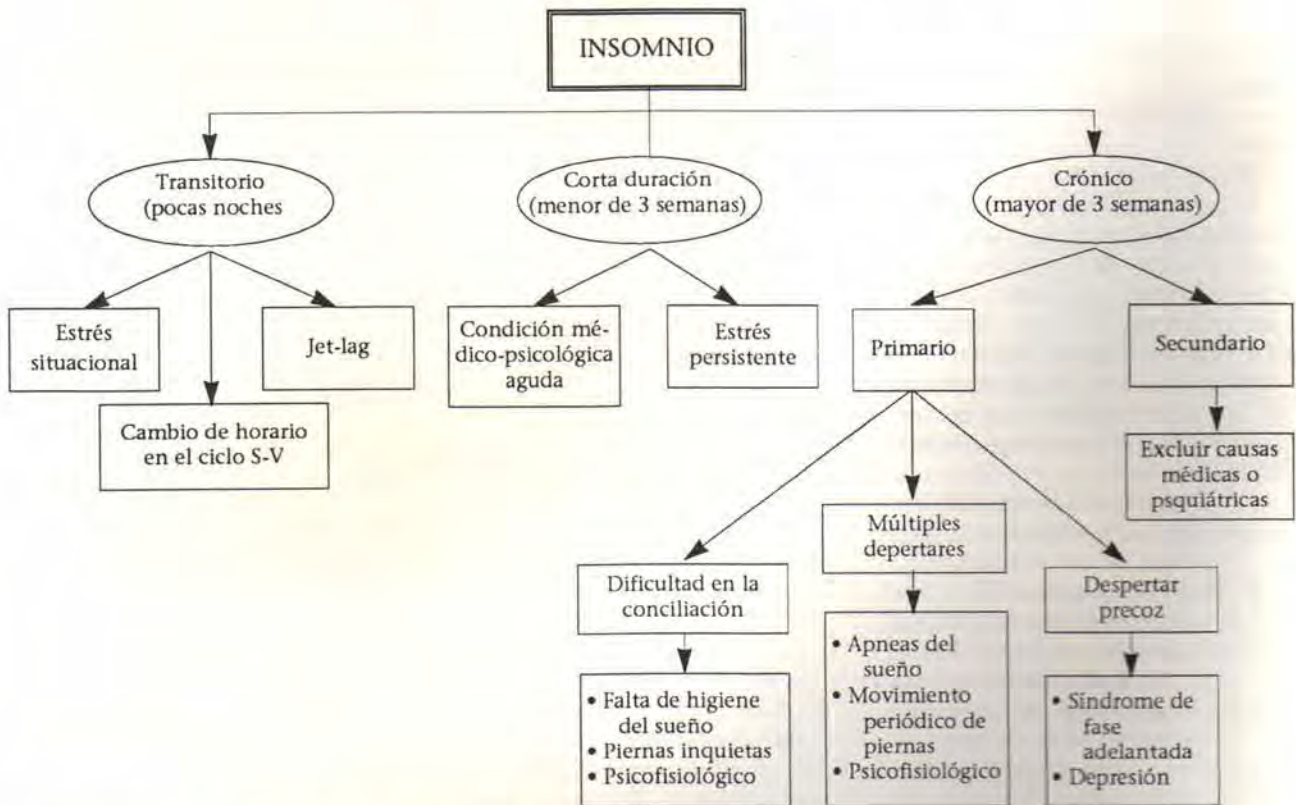 INSOMNIO
Transitorio
(pocas noches
Corta duración
(menor de 3 semanas)
Crónico
(mayor de 3 semanas)
Estrés
situacional
Jet-lag
Cambio de horario
en el ciclo S-V
Condición mé-
dico-psicológica
aguda
Estrés
persistente
Primario
Secundario
Excluir causas
médicas o
psquiátricas
Dificultad en la
conciliación
Múltiples
depertares
Despertar
precoz
• Falta de higiene
del sueño
• Piernas inquietas
• Psicofisiológico
• Apneas del
sueño
• Movimiento
periódico de
piernas
• Psicofisiológico
• Síndrome de
fase
adelantada
• Depresión